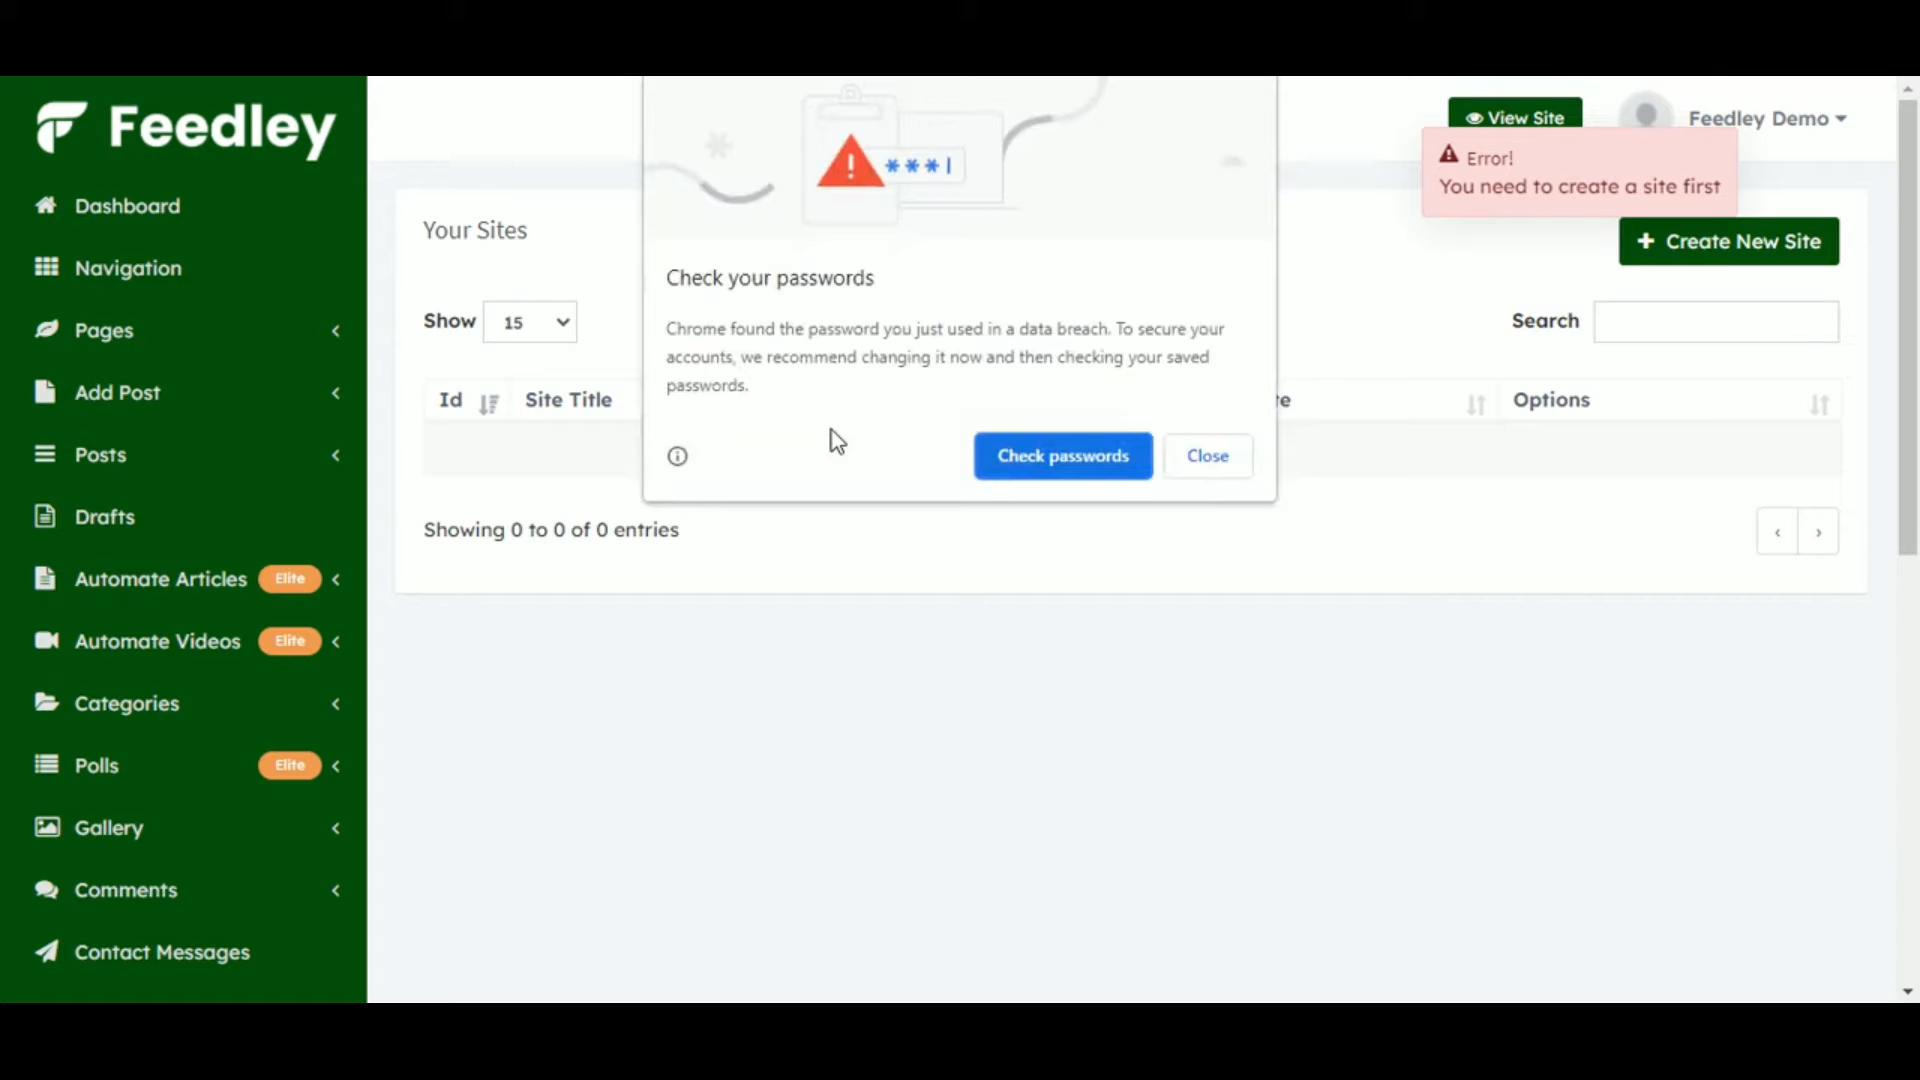 Feedley
Dashboard
Navigation
Pages
Add Post
Posts
Drafts
Automate Articles Elite
Automate Videos Elite
Categories
Polls Elite
Gallery
Comments
Contact Messages
View Site
Feedley Demo
Error!
You need to create a site first
Your Sites
+ Create New Site
Show 15
Search
Id Site Title
Options
Showing 0 to 0 of 0 entries
‹ ›
***|
Check your passwords
Chrome found the password you just used in a data breach. To secure your
accounts, we recommend changing it now and then checking your saved
passwords.
Check passwords Close